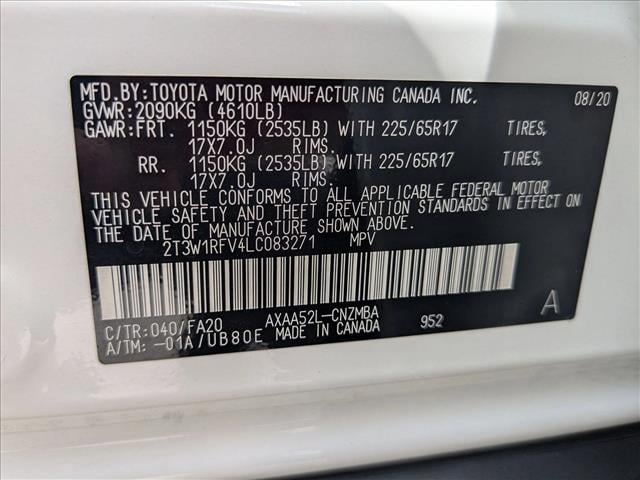 MFD.BY:TOYOTA MOTOR MANUFACTURING CANADA INC. 08/20
GVWR:2090KG (4610LB)
GAWR:FRT. 1150KG (2535LB) WITH 225/65R17 TIRES,
17X7.0J RIMS.
RR. 1150KG (2535LB) WITH 225/65R17 TIRES,
17X7.0J RIMS.
THIS VEHICLE CONFORMS TO ALL APPLICABLE FEDERAL MOTOR
VEHICLE SAFETY AND THEFT PREVENTION STANDARDS IN EFFECT ON
THE DATE OF MANUFACTURE SHOWN ABOVE.
2T3W1RFV4LC083271 MPV
C/TR:040/FA20 AXAA52L-CNZMBA A
A/TM: -01A/UB80E MADE IN CANADA 952